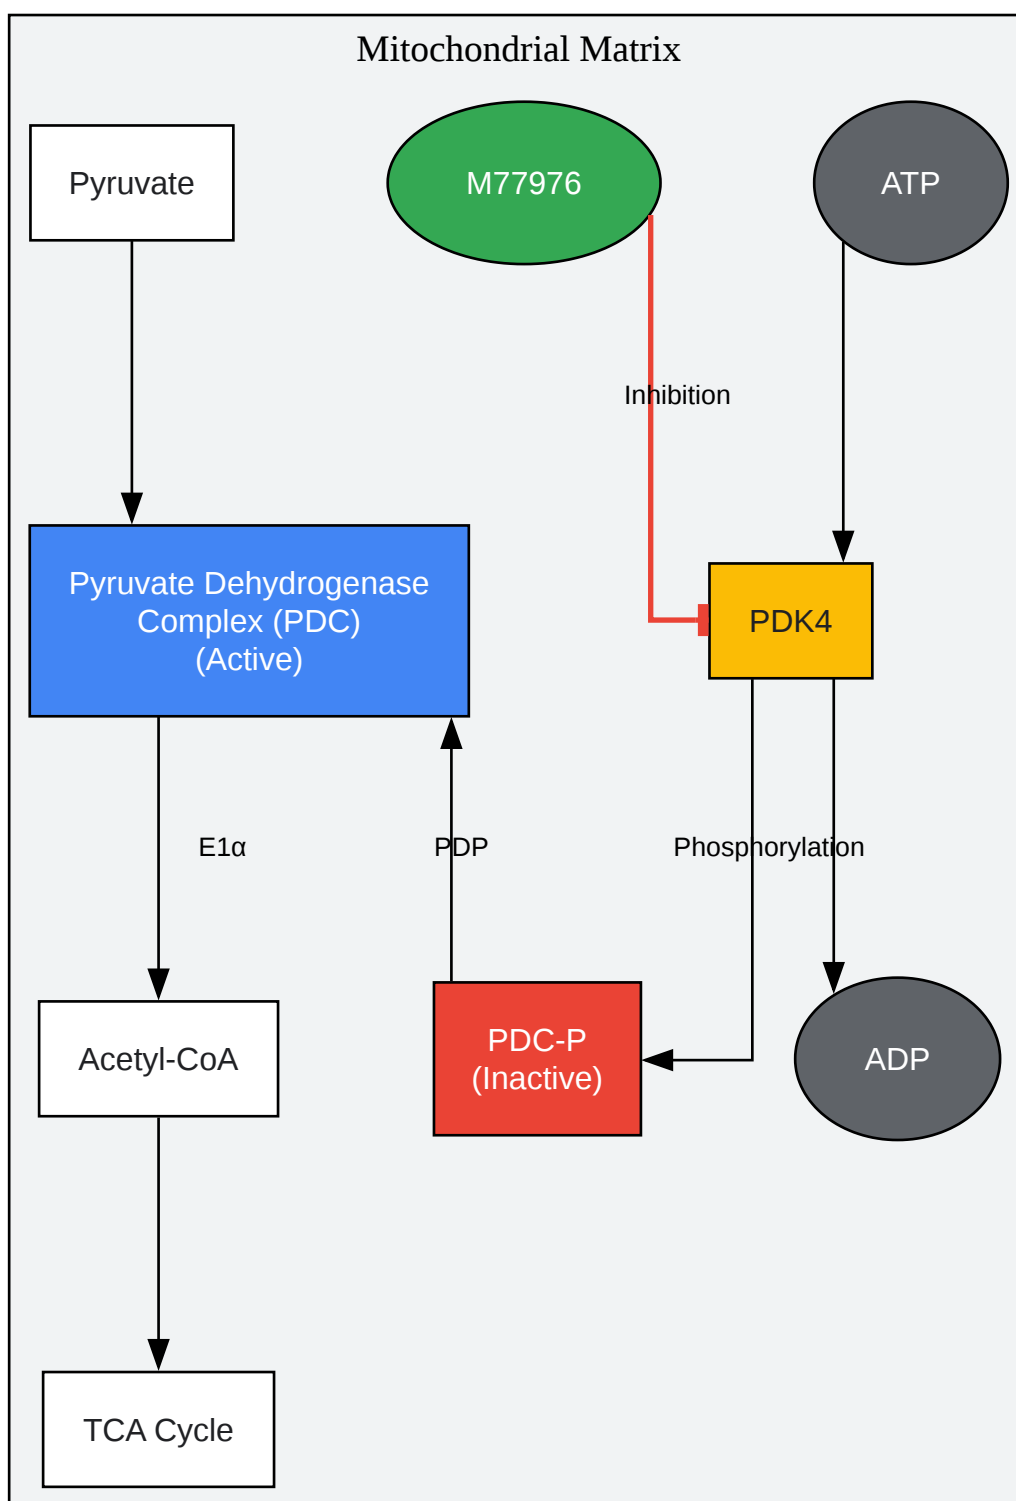 Mitochondrial Matrix
Pyruvate
M77976
ATP
Inhibition
Pyruvate Dehydrogenase
Complex (PDC)
(Active)
PDK4
E1α
PDP
Phosphorylation
Acetyl-CoA
PDC-P
(Inactive)
ADP
TCA Cycle